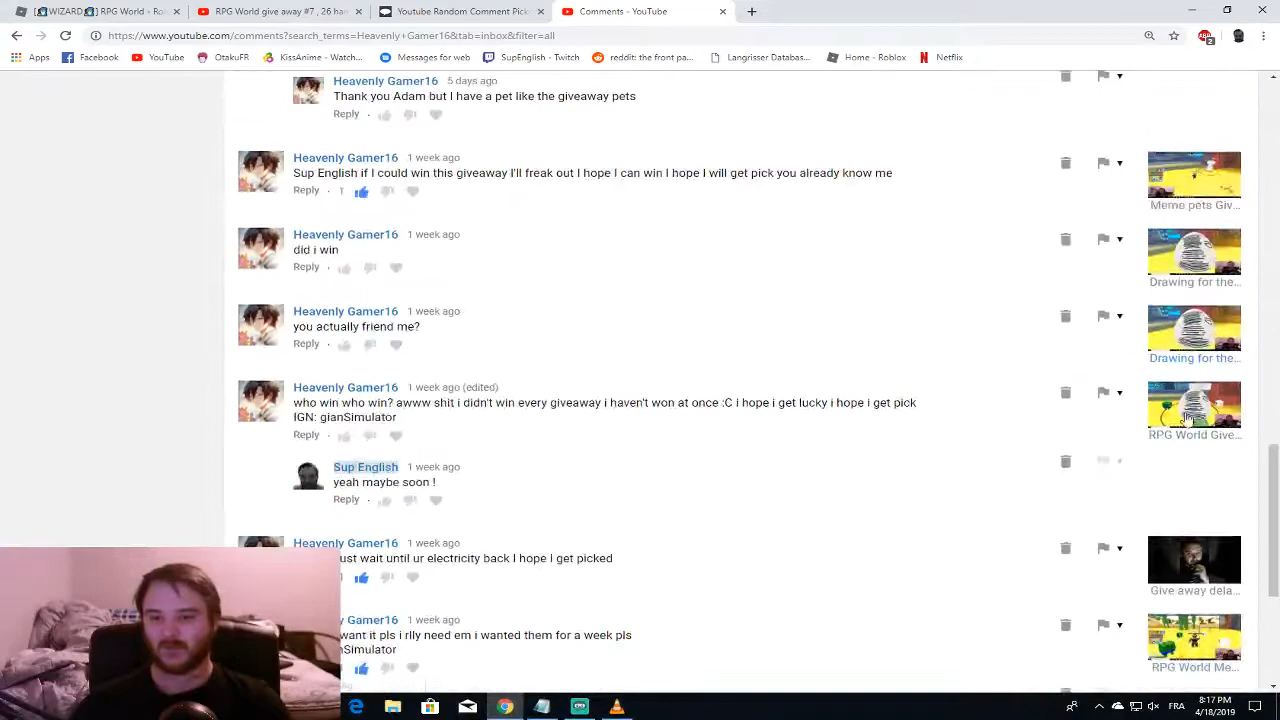 [WIZARD] RPG World - Rob
RPG World give away #7 , 26 han
Youtube Random Comment Picke
Comments - YouTube
https://www.youtube.com/comments?search_terms=Heavenly+Gamer16&tab=inbox&filter=all
Apps Facebook YouTube OtakuFR KissAnime - Watch... Messages for web SupEnglish - Twitch reddit: the front pa... Langrisser Databas... Home - Roblox Netflix
Heavenly Gamer16 5 days ago
Thank you Adam but I have a pet like the giveaway pets
Reply
Heavenly Gamer16 1 week ago
Sup English if I could win this giveaway I'll freak out I hope I can win I hope I will get pick you already know me
Reply 1
Meme pets Giv...
Heavenly Gamer16 1 week ago
did i win
Reply
Drawing for the...
Heavenly Gamer16 1 week ago
you actually friend me?
Reply
Drawing for the...
Heavenly Gamer16 1 week ago (edited)
who win who win? awww shit i didn't won every giveaway i haven't won at once :C i hope i get lucky i hope i get pick
IGN: gianSimulator
Reply
RPG World Give...
Sup English 1 week ago
yeah maybe soon !
Reply
Heavenly Gamer16 1 week ago
ust wait until ur electricity back I hope I get picked
Give away dela...
Gamer16 1 week ago
want it pls i rlly need em i wanted them for a week pls
Simulator
RPG World Me...
FRA
8:17 PM
4/18/2019
2